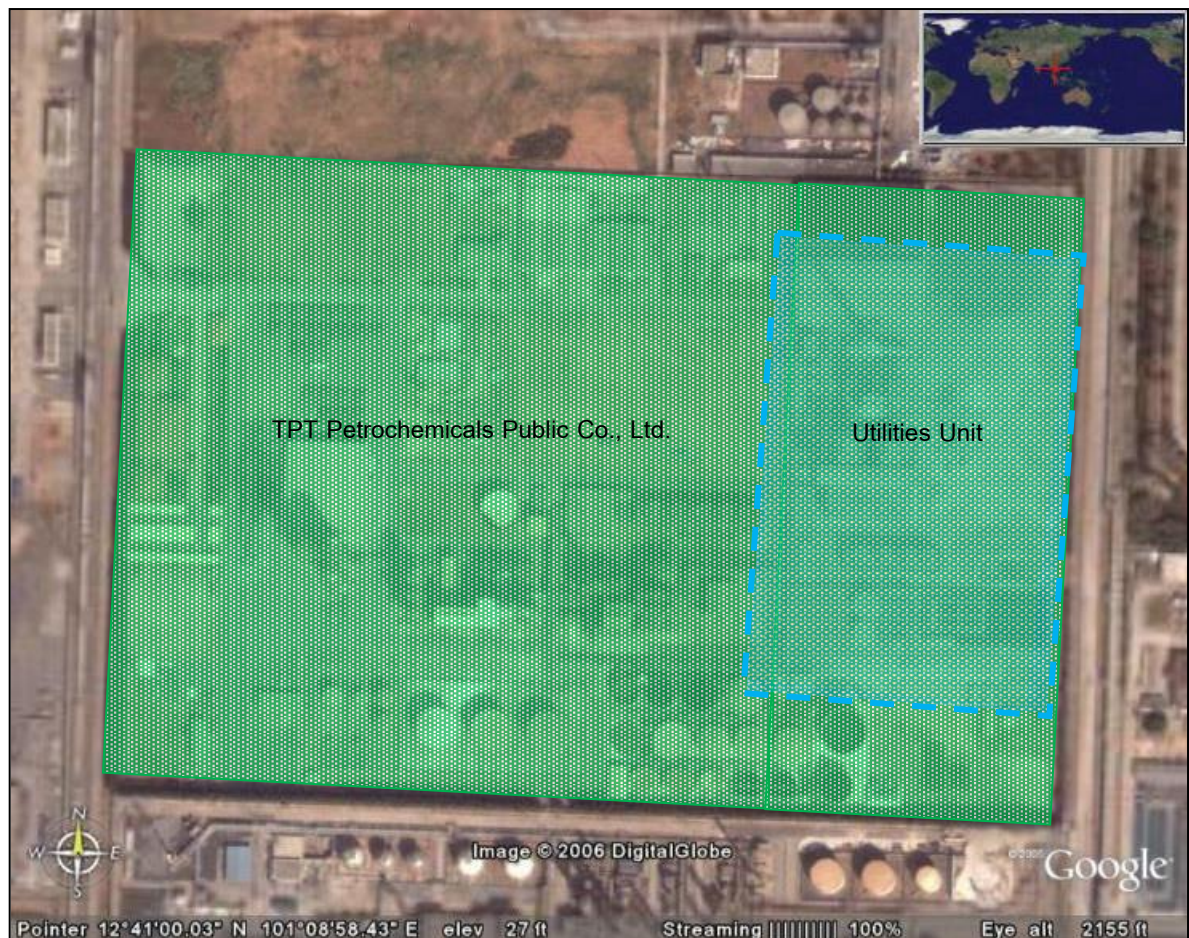 TPT Petrochemicals Public Co., Ltd.
Utilities Unit
N
W E
S
Image © 2006 DigitalGlobe
Google
Pointer 12°41'00.03" N 101°08'58.43" E elev 27 ft Streaming |||||||||| 100% Eye alt 2155 ft